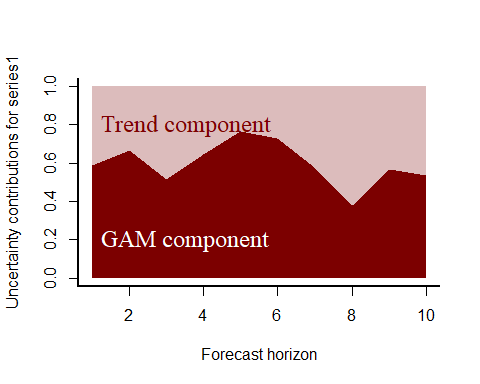 Uncertainty contributions for series1
1.0
0.8
0.6
0.4
0.2
0.0
Trend component
GAM component
2 4 6 8 10
Forecast horizon